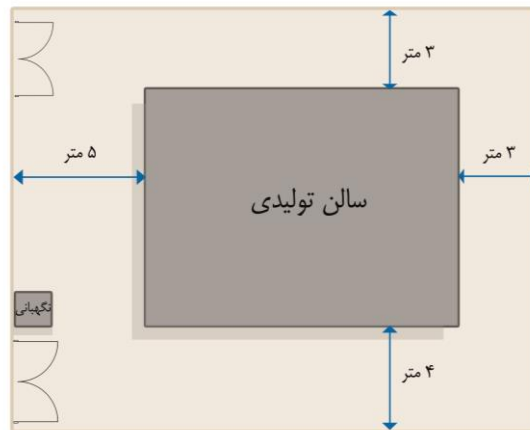 ۳ متر
۵ متر
۳ متر
سالن تولیدی
نگهبانی
۴ متر